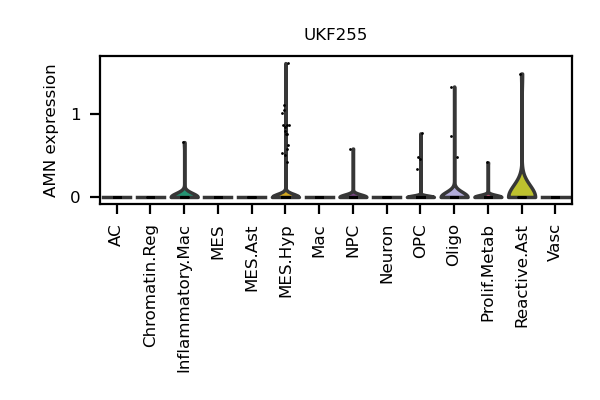 UKF255
AMN expression
1
0
AC
Chromatin.Reg
Inflammatory.Mac
MES
MES.Ast
MES.Hyp
Mac
NPC
Neuron
OPC
Oligo
Prolif.Metab
Reactive.Ast
Vasc